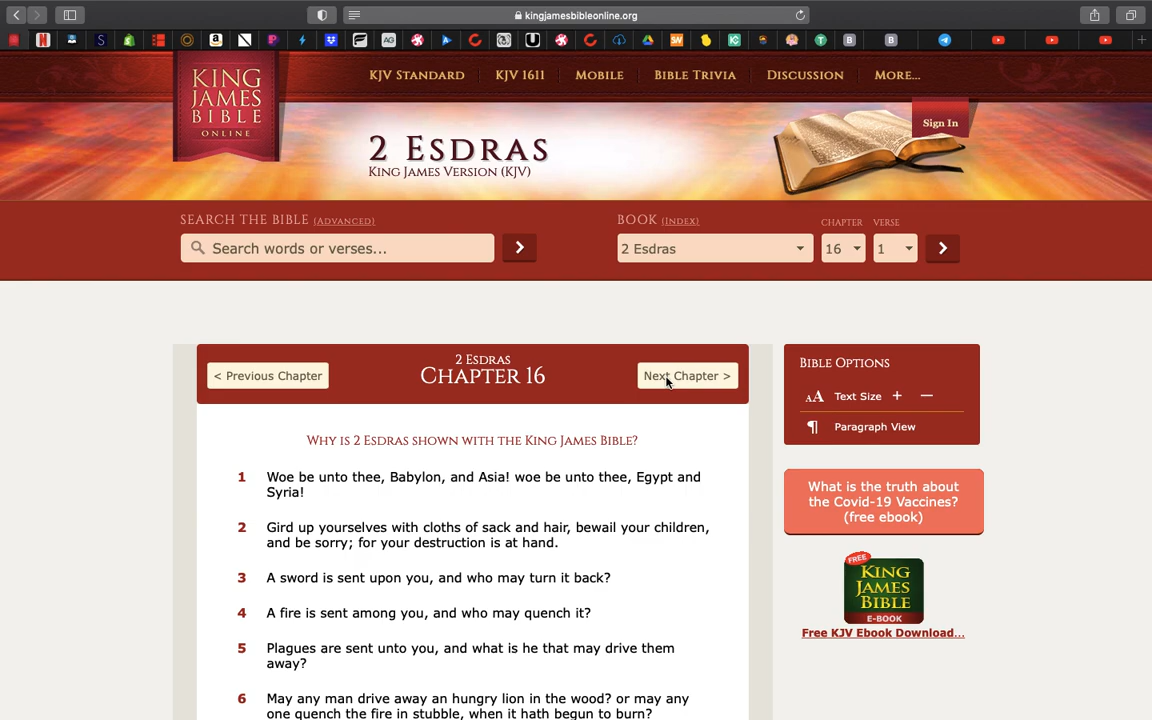 kingjamesbibleonline.org
KJV STANDARD
KJV 1611
MOBILE
BIBLE TRIVIA
DISCUSSION
MORE...
KING
JAMES
BIBLE
ONLINE
Sign In
2 ESDRAS
KING JAMES VERSION (KJV)
SEARCH THE BIBLE (ADVANCED)
Search words or verses...
BOOK (INDEX)
CHAPTER
VERSE
2 Esdras
16
1
< Previous Chapter
2 ESDRAS
CHAPTER 16
Next Chapter >
WHY IS 2 ESDRAS SHOWN WITH THE KING JAMES BIBLE?
1 Woe be unto thee, Babylon, and Asia! woe be unto thee, Egypt and
Syria!
2 Gird up yourselves with cloths of sack and hair, bewail your children,
and be sorry; for your destruction is at hand.
3 A sword is sent upon you, and who may turn it back?
4 A fire is sent among you, and who may quench it?
5 Plagues are sent unto you, and what is he that may drive them
away?
6 May any man drive away an hungry lion in the wood? or may any
one quench the fire in stubble, when it hath begun to burn?
BIBLE OPTIONS
AA Text Size + —
¶ Paragraph View
What is the truth about
the Covid-19 Vaccines?
(free ebook)
FREE
KING
JAMES
BIBLE
E-BOOK
Free KJV Ebook Download...